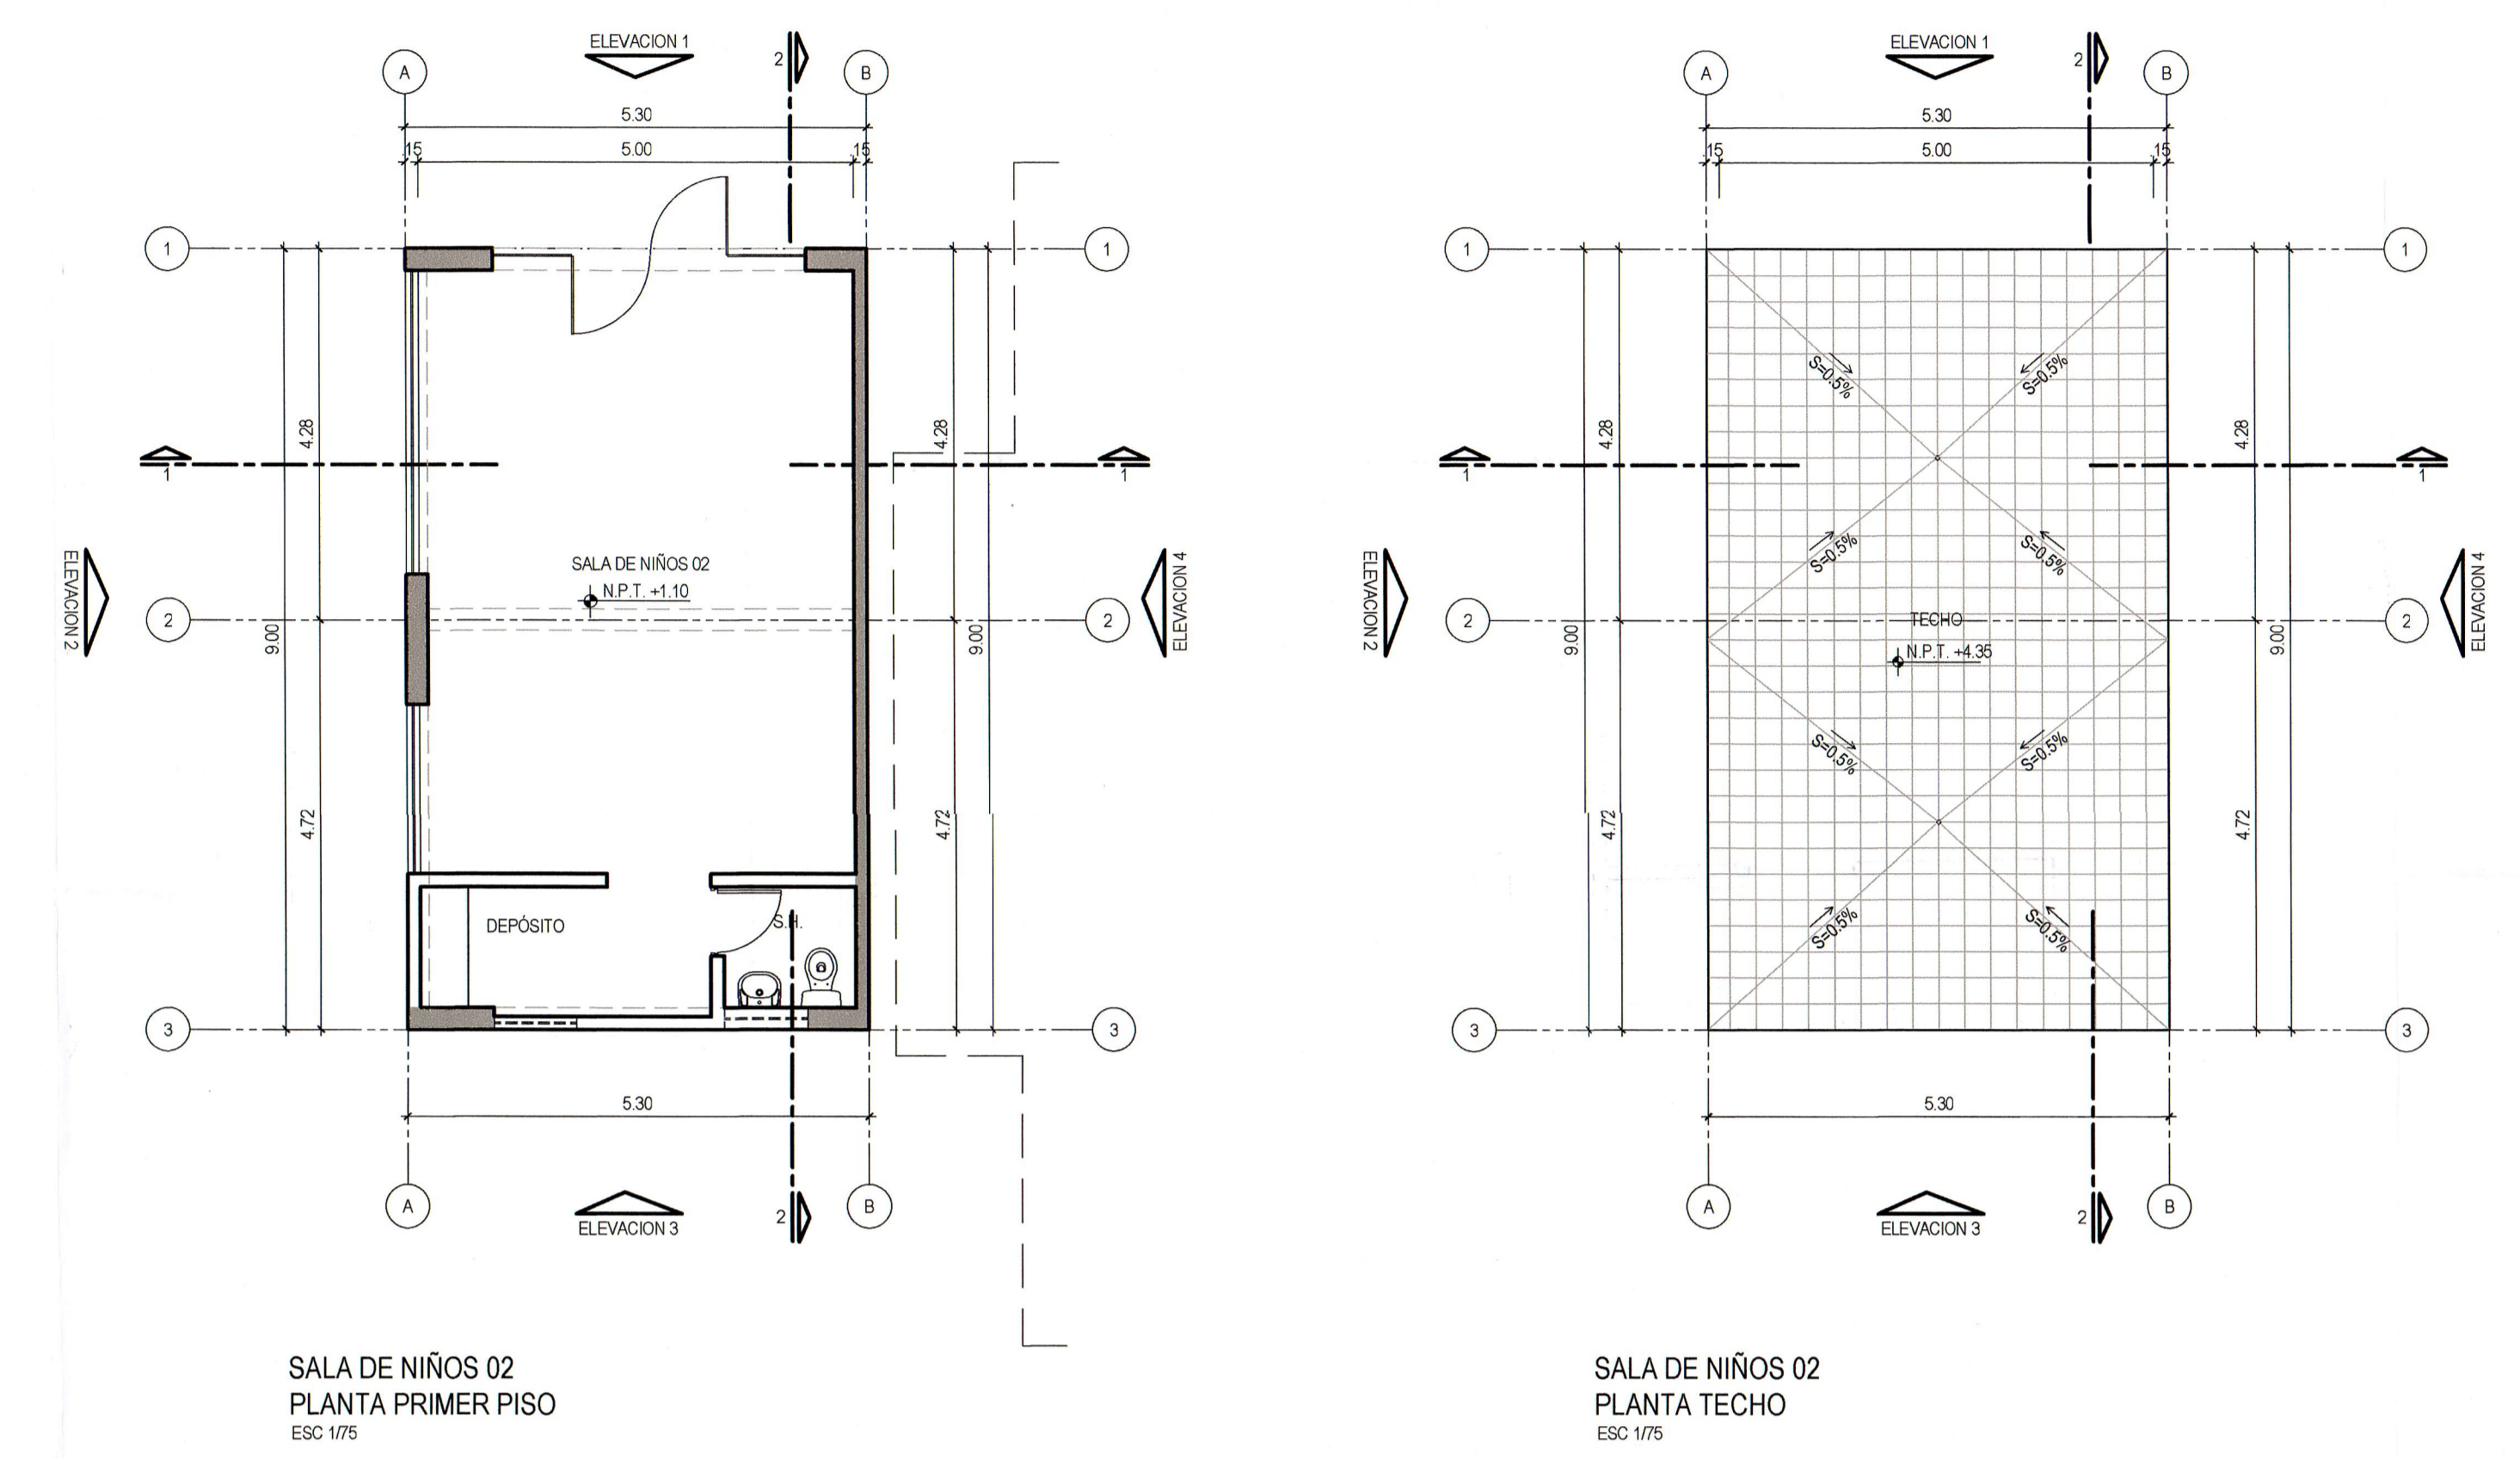 ELEVACION 1
2
A
B
5.30
.15
5.00
.15
1
1
4.28
4.28
1
1
ELEVACION 2
SALA DE NIÑOS 02
N.P.T. +1.10
ELEVACION 4
2
2
9.00
9.00
4.72
4.72
DEPÓSITO
S.H.
3
3
5.30
A
B
2
ELEVACION 3
SALA DE NIÑOS 02
PLANTA PRIMER PISO
ESC 1/75
ELEVACION 1
2
A
B
5.30
.15
5.00
.15
1
1
S=0.5%
S=0.5%
4.28
4.28
1
1
S=0.5%
S=0.5%
ELEVACION 2
ELEVACION 4
2
TECHO
2
9.00
N.P.T. +4.35
9.00
S=0.5%
S=0.5%
4.72
4.72
S=0.5%
S=0.5%
3
3
5.30
A
B
2
ELEVACION 3
SALA DE NIÑOS 02
PLANTA TECHO
ESC 1/75